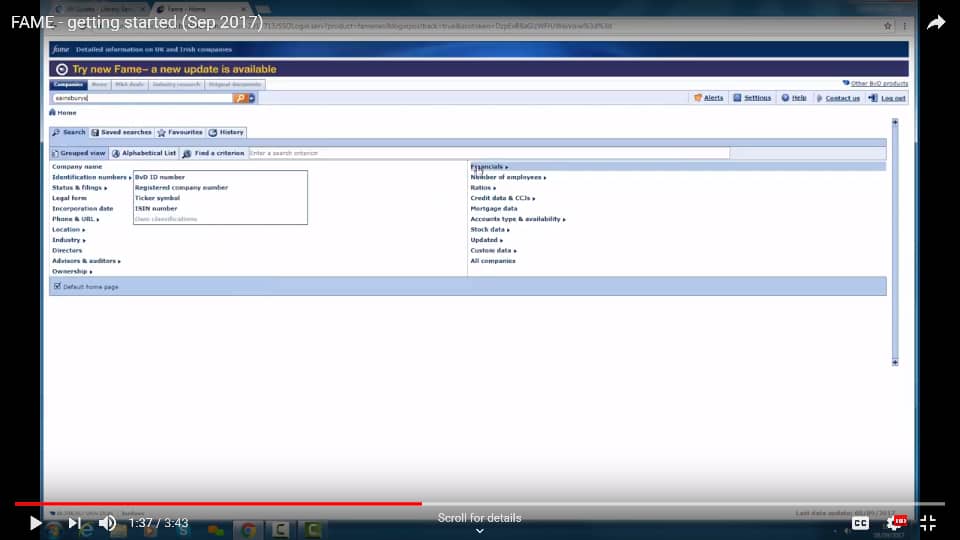 FAME - getting started (Sep 2017)
Fame - Home
fame Detailed information on UK and Irish companies
Try new Fame– a new update is available
Companies Home M&A deals Industry research Original documents
Other BvD products
sainsburys
Alerts Settings Help Contact us Log out
Home
Search Saved searches Favourites History
Grouped view Alphabetical List Find a criterion Enter a search criterion
Company name
Identification numbers
Status & filings
Legal form
Incorporation date
Phone & URL
Location
Industry
Directors
Advisors & auditors
Ownership
BvD ID number
Registered company number
Ticker symbol
ISIN number
Own classifications
Financials
Number of employees
Ratios
Credit data & CCJs
Mortgage data
Accounts type & availability
Stock data
Updated
Custom data
All companies
Default home page
Last data update: 05/09/2017
1:37 / 3:43
Scroll for details
CC
HD